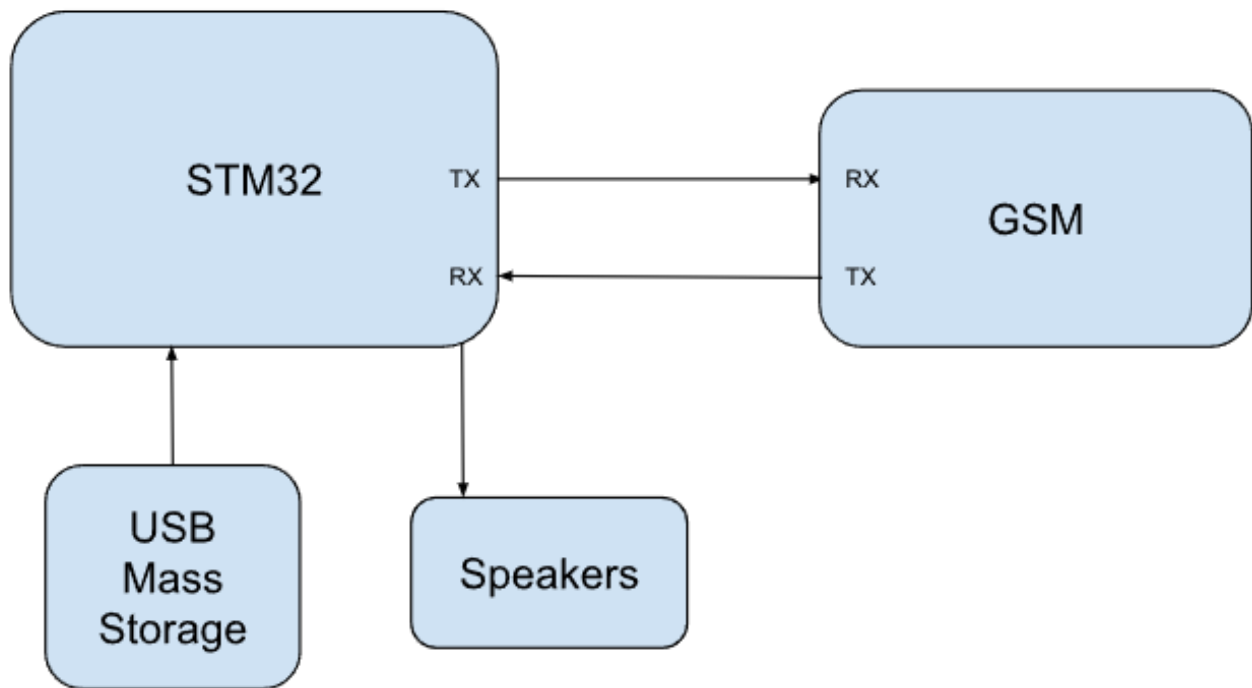 STM32
TX
RX
RX
TX
GSM
USB
Mass
Storage
Speakers